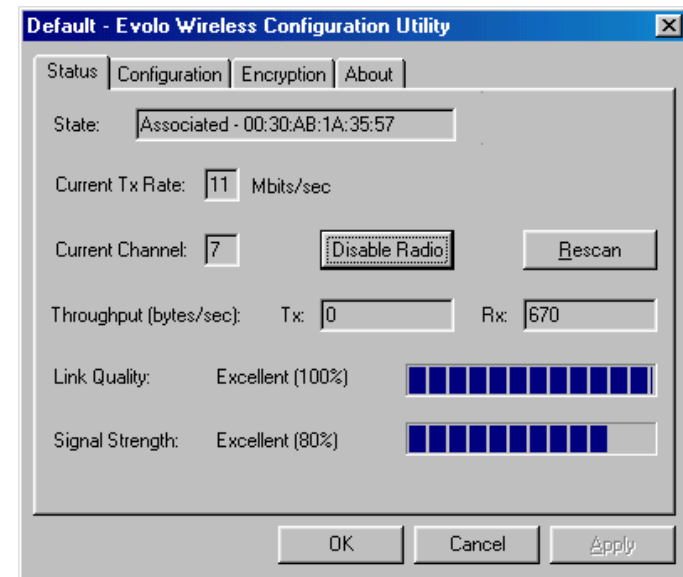 Default - Evolo Wireless Configuration Utility
Status Configuration Encryption About
State: Associated - 00:30:AB:1A:35:57
Current Tx Rate: 11 Mbits/sec
Current Channel: 7 Disable Radio Rescan
Throughput (bytes/sec): Tx: 0 Rx: 670
Link Quality: Excellent (100%)
Signal Strength: Excellent (80%)
OK Cancel Apply